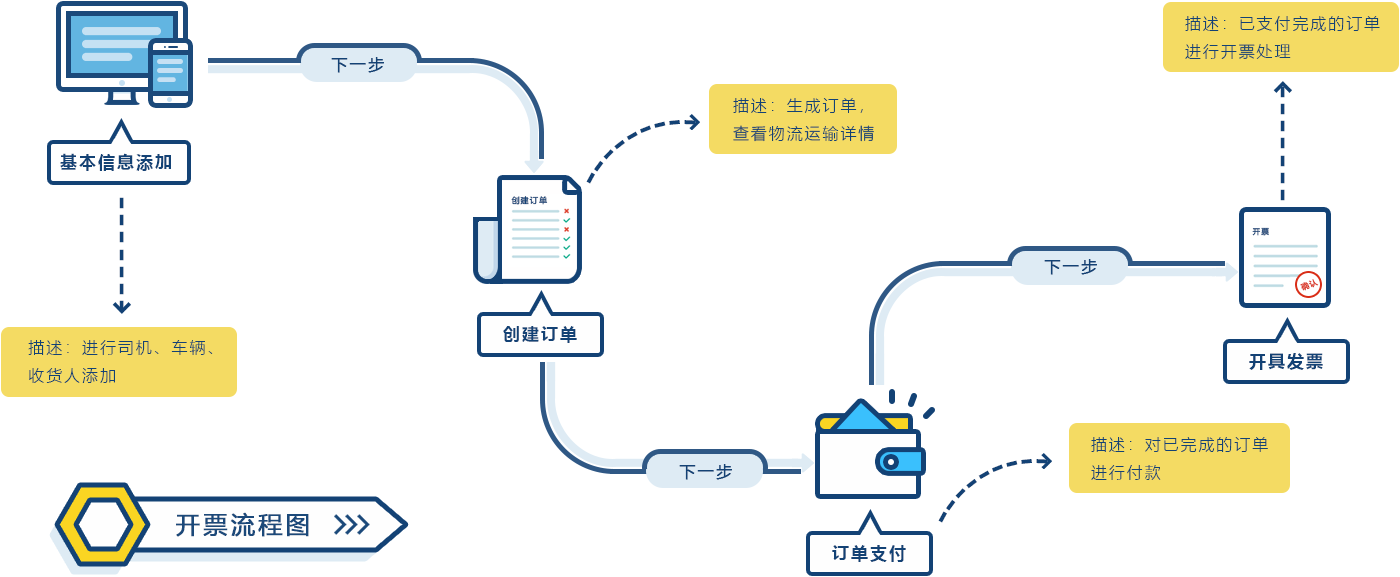 基本信息添加
描述：进行司机、车辆、
收货人添加
下一步
创建订单
创建订单
描述：生成订单，
查看物流运输详情
下一步
订单支付
描述：对已完成的订单
进行付款
下一步
开票
确认
开具发票
描述：已支付完成的订单
进行开票处理
开票流程图